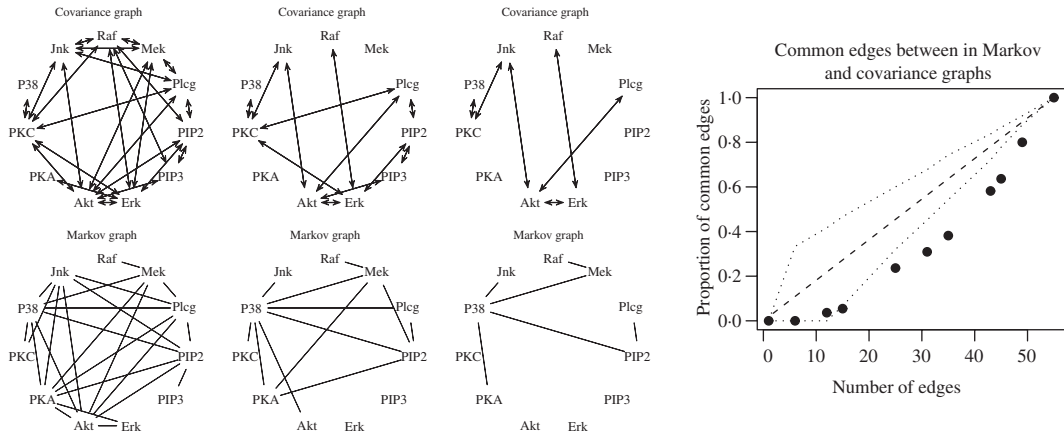 Covariance graph
Raf
Jnk
Mek
P38
Plcg
PKC
PIP2
PKA
PIP3
Akt
Erk
Covariance graph
Raf
Jnk
Mek
P38
Plcg
PKC
PIP2
PKA
PIP3
Akt
Erk
Covariance graph
Raf
Jnk
Mek
P38
Plcg
PKC
PIP2
PKA
PIP3
Akt
Erk
Markov graph
Raf
Jnk
Mek
P38
Plcg
PKC
PIP2
PKA
PIP3
Akt
Erk
Markov graph
Raf
Jnk
Mek
P38
Plcg
PKC
PIP2
PKA
PIP3
Akt
Erk
Markov graph
Raf
Jnk
Mek
P38
Plcg
PKC
PIP2
PKA
PIP3
Akt
Erk
Common edges between in Markov
and covariance graphs
Proportion of common edges
1·0
0·8
0·6
0·4
0·2
0·0
0 10 20 30 40 50
Number of edges